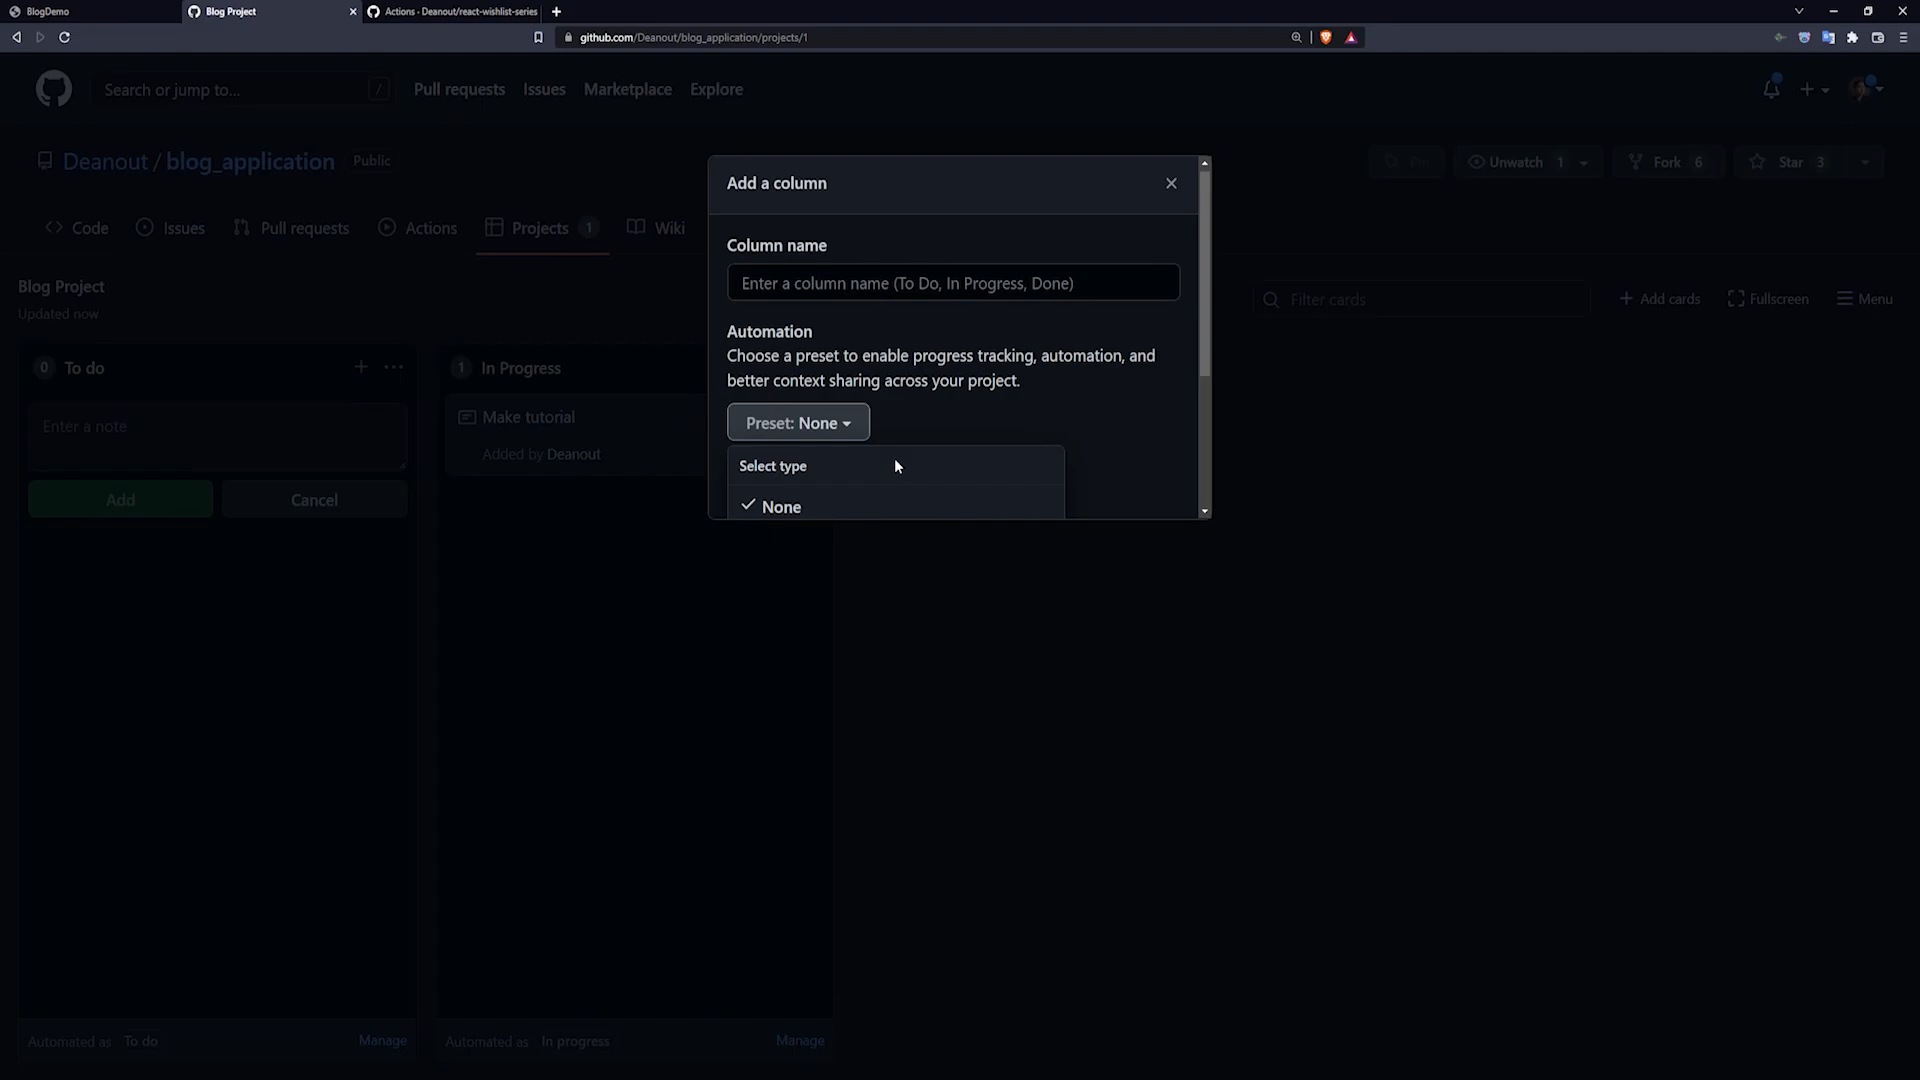 BlogDemo
Blog Project
Actions · Deanout/react-wishlist-series
github.com/Deanout/blog_application/projects/1
Search or jump to...
/
Pull requests
Issues
Marketplace
Explore
Deanout / blog_application
Public
Pin
Unwatch 1
Fork 6
Star 3
Code
Issues
Pull requests
Actions
Projects 1
Wiki
Blog Project
Updated now
Filter cards
Add cards
Fullscreen
Menu
0 To do
Enter a note
Add
Cancel
Automated as To do
Manage
1 In Progress
Make tutorial
Added by Deanout
Automated as In progress
Manage
Add a column
Column name
Enter a column name (To Do, In Progress, Done)
Automation
Choose a preset to enable progress tracking, automation, and
better context sharing across your project.
Preset: None
Select type
None